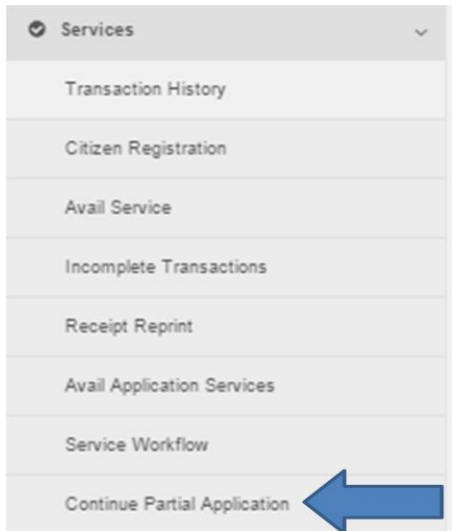 Services
Transaction History
Citizen Registration
Avail Service
Incomplete Transactions
Receipt Reprint
Avail Application Services
Service Workflow
Continue Partial Application